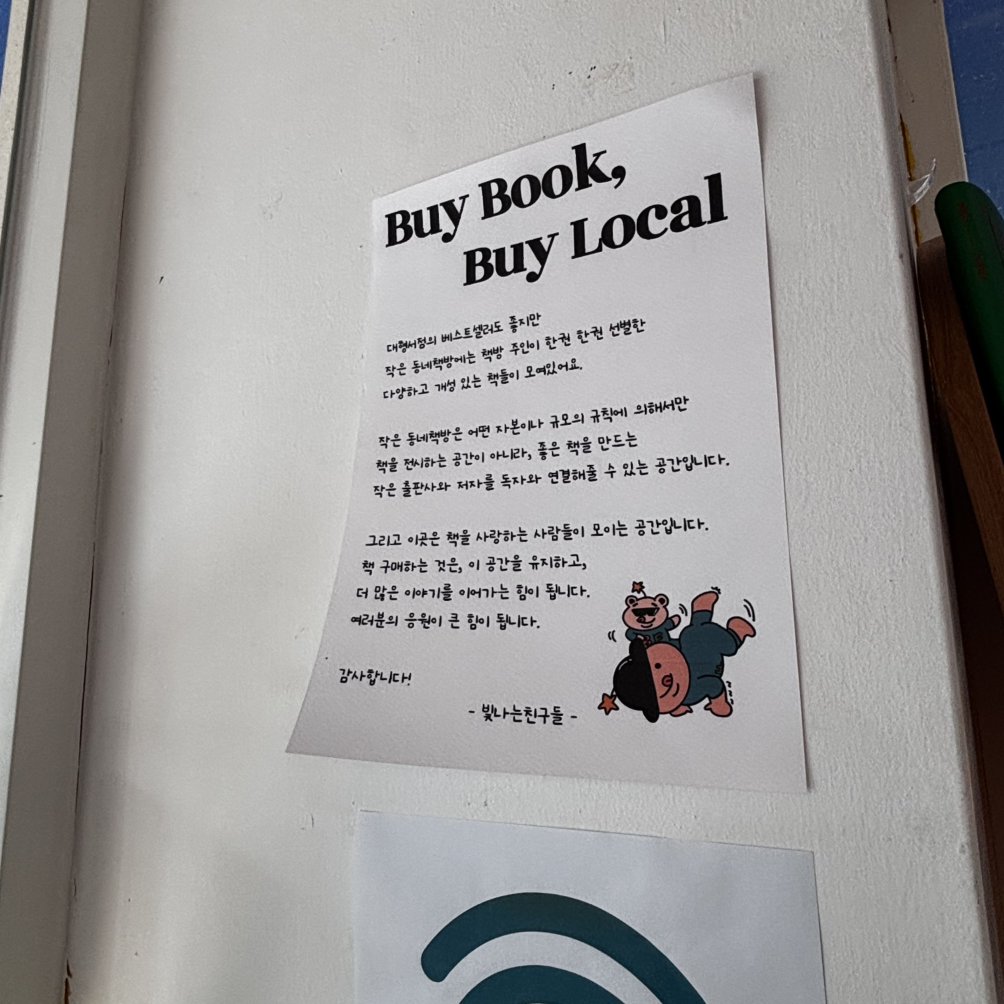 Buy Book,
Buy Local
대형서점의 베스트셀러도 좋지만
작은 동네책방에는 책방 주인이 한권 한권 선별한
다양하고 개성 있는 책들이 모여있어요.
작은 동네책방은 어떤 자본이나 규모의 규칙에 의해서만
책을 전시하는 공간이 아니라, 좋은 책을 만드는
작은 출판사와 저자를 독자와 연결해줄 수 있는 공간입니다.
그리고 이곳은 책을 사랑하는 사람들이 모이는 공간입니다.
책 구매하는 것은, 이 공간을 유지하고,
더 많은 이야기를 이어가는 힘이 됩니다.
여러분의 응원이 큰 힘이 됩니다.
감사합니다!
- 빛나는친구들 -